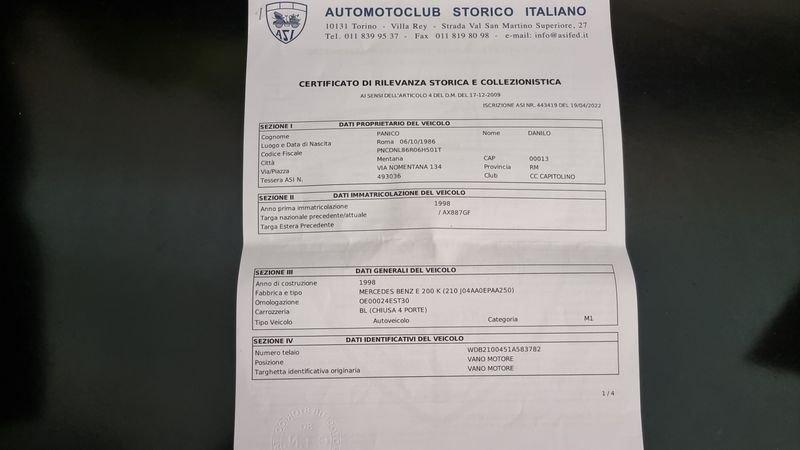 ASI
AUTOMOTOCLUB STORICO ITALIANO
10131 Torino - Villa Rey - Strada Val San Martino Superiore, 27
Tel. 011 839 95 37 - Fax 011 819 80 98 - e-mail: info@asifed.it
CERTIFICATO DI RILEVANZA STORICA E COLLEZIONISTICA
AI SENSI DELL'ARTICOLO 4 DEL D.M. DEL 17-12-2009
ISCRIZIONE ASI NR. 443419 DEL 19/04/2022
SEZIONE I DATI PROPRIETARIO DEL VEICOLO
Cognome PANICO Nome DANILO
Luogo e Data di Nascita Roma 06/10/1986
Codice Fiscale PNCDNL86R06H501T
Città Mentana CAP 00013
Via/Piazza VIA NOMENTANA 134 Provincia RM
Tessera ASI N. 493036 Club CC CAPITOLINO
SEZIONE II DATI IMMATRICOLAZIONE DEL VEICOLO
Anno prima immatricolazione 1998
Targa nazionale precedente/attuale / AX887GF
Targa Estera Precedente
SEZIONE III DATI GENERALI DEL VEICOLO
Anno di costruzione 1998
Fabbrica e tipo MERCEDES BENZ E 200 K (210 J04AA0EPAA250)
Omologazione OE00024EST30
Carrozzeria BL (CHIUSA 4 PORTE)
Tipo Veicolo Autoveicolo Categoria M1
SEZIONE IV DATI IDENTIFICATIVI DEL VEICOLO
Numero telaio WDB2100451A583782
Posizione VANO MOTORE
Targhetta identificativa originaria VANO MOTORE
1 / 4